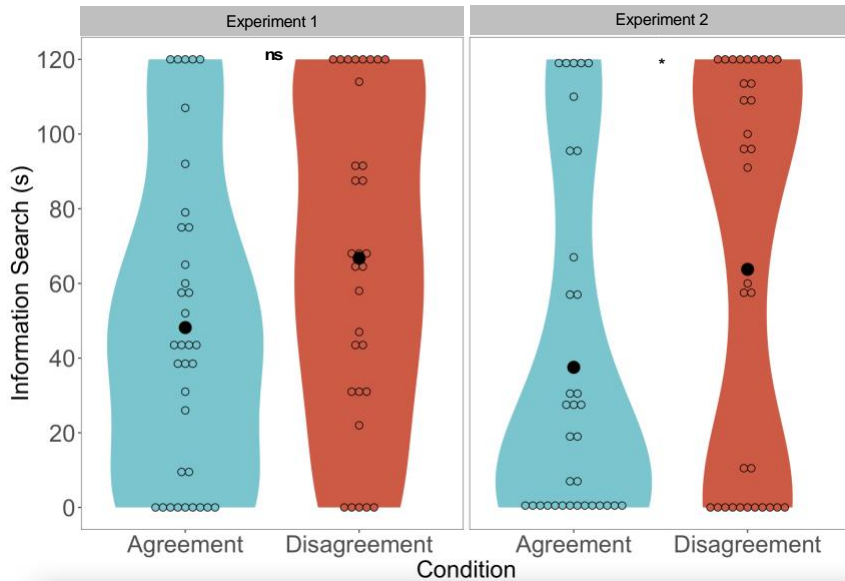 Experiment 1
Experiment 2
ns
*
Information Search (s)
120
100
80
60
40
20
0
Agreement
Disagreement
Agreement
Disagreement
Condition